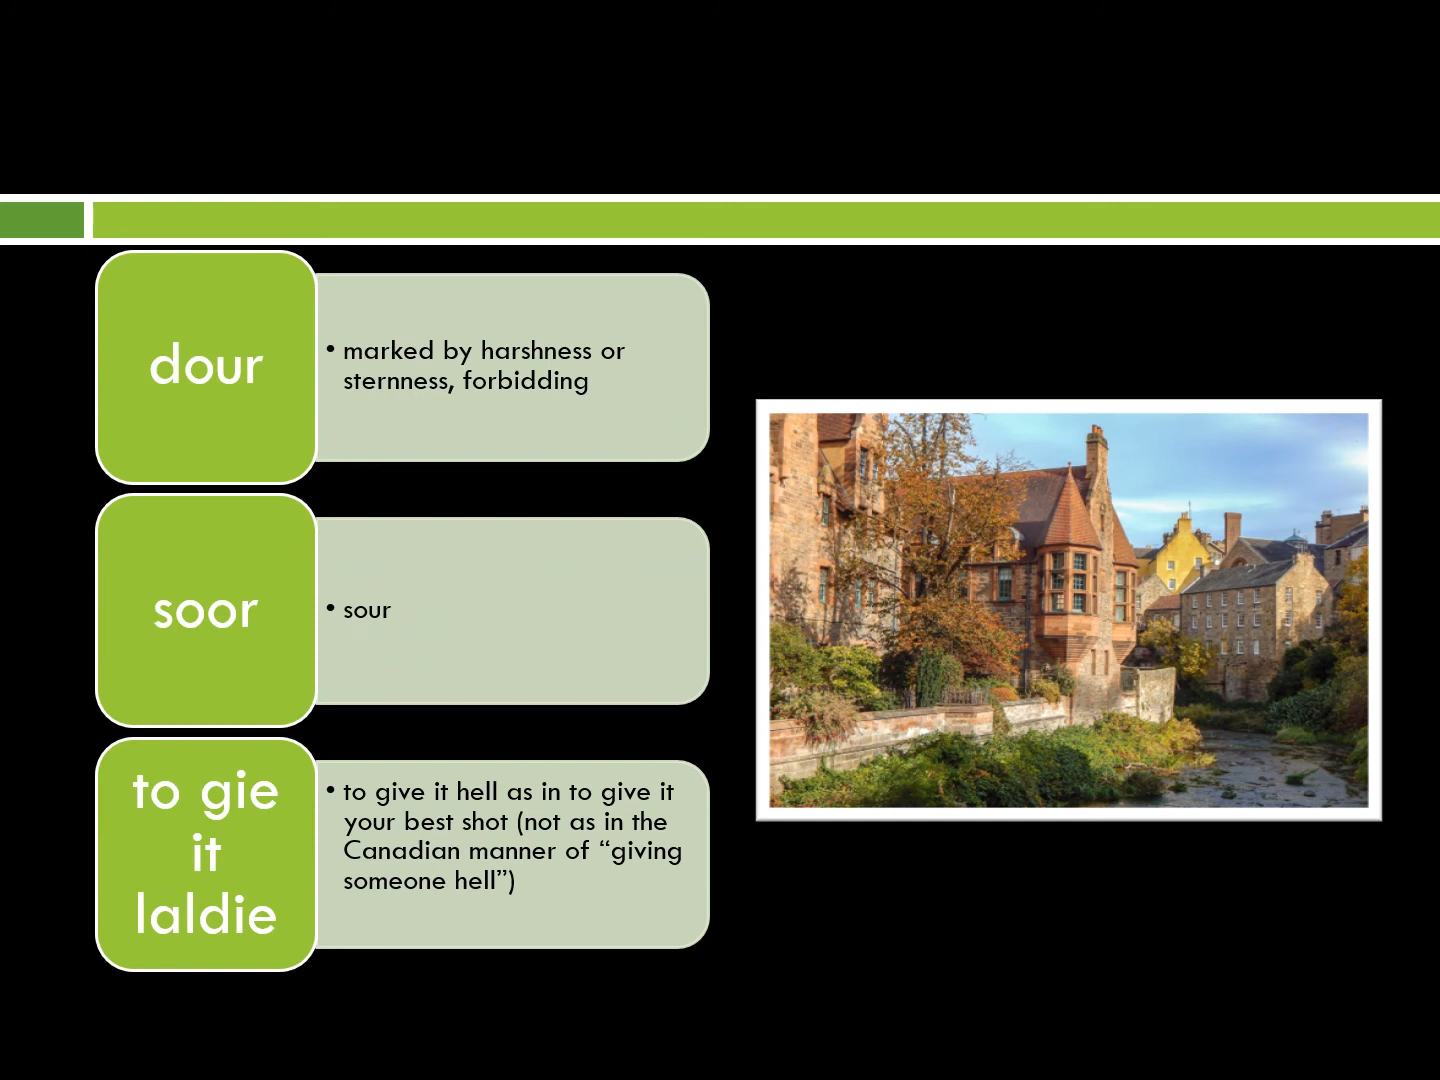 dour
• marked by harshness or
sternness, forbidding
soor
• sour
to gie
it
laldie
• to give it hell as in to give it
your best shot (not as in the
Canadian manner of “giving
someone hell”)